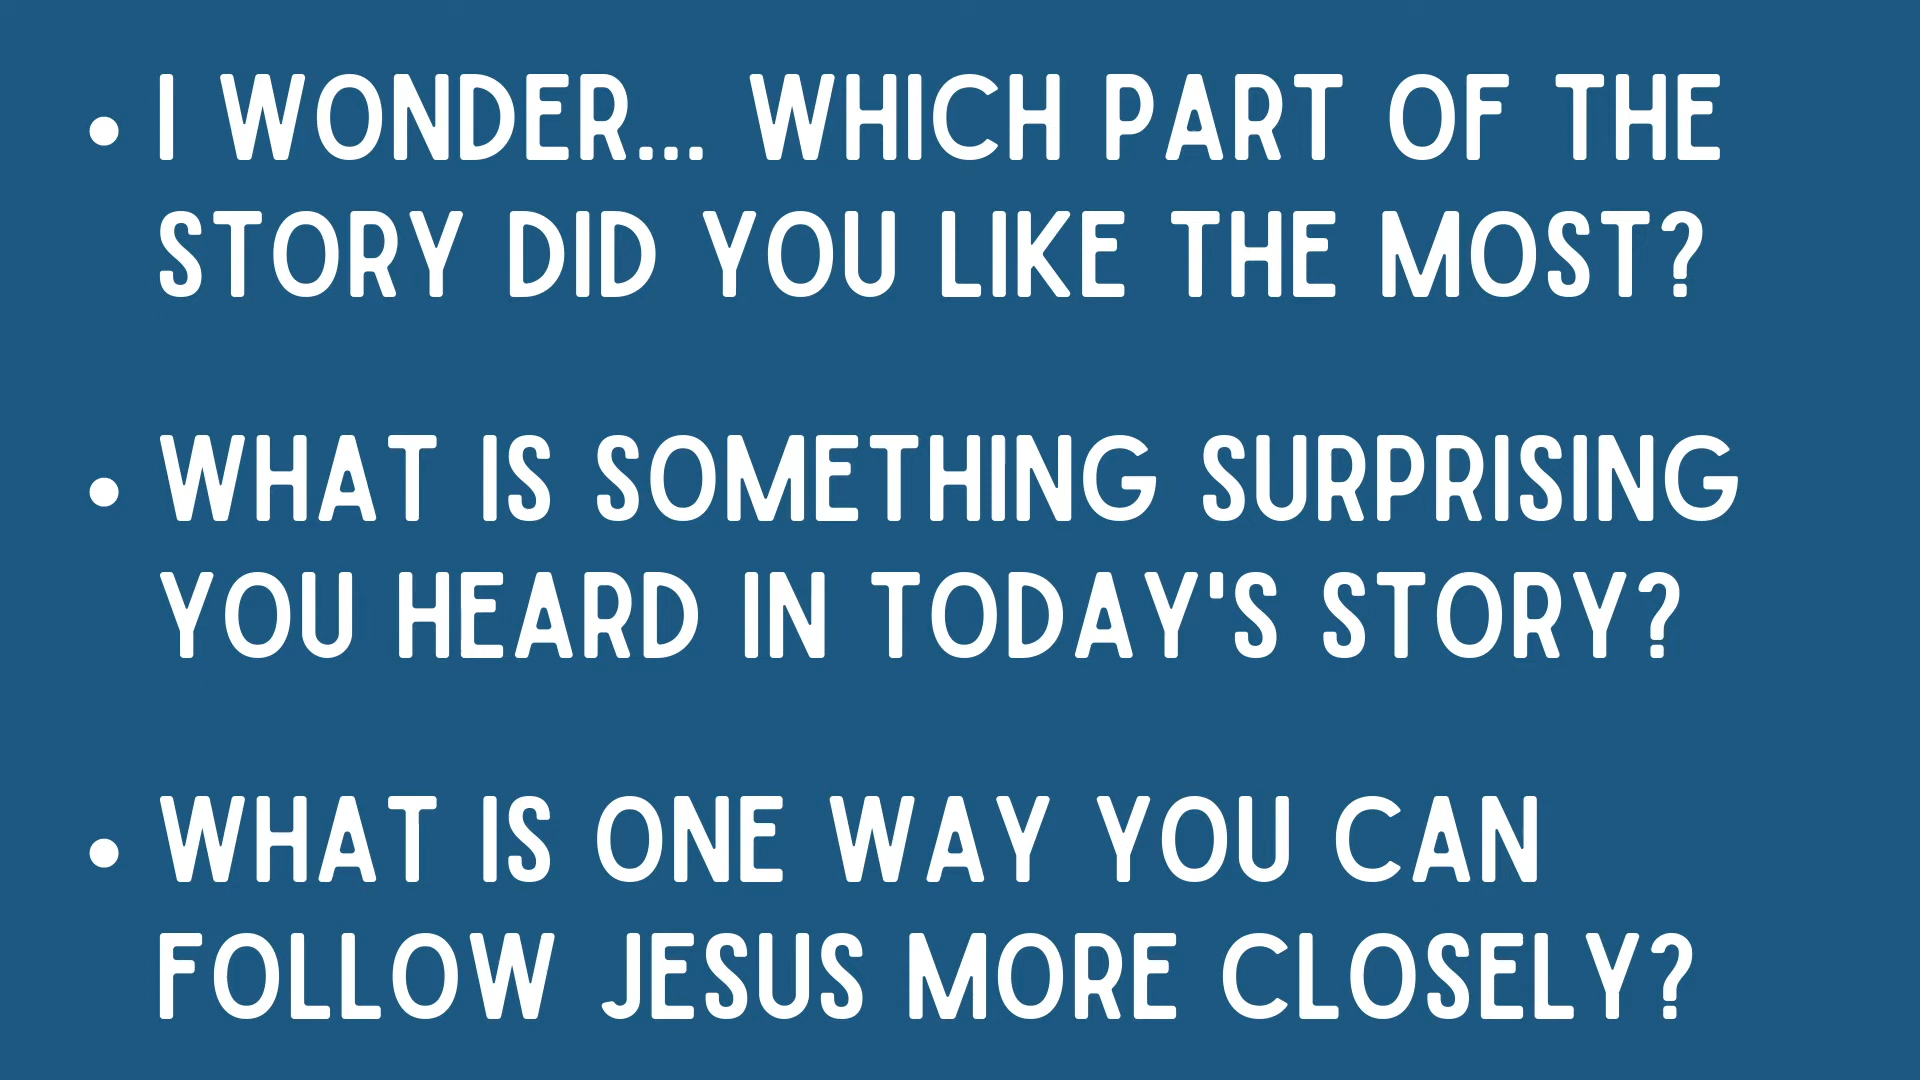 • I WONDER... WHICH PART OF THE
STORY DID YOU LIKE THE MOST?
• WHAT IS SOMETHING SURPRISING
YOU HEARD IN TODAY'S STORY?
• WHAT IS ONE WAY YOU CAN
FOLLOW JESUS MORE CLOSELY?